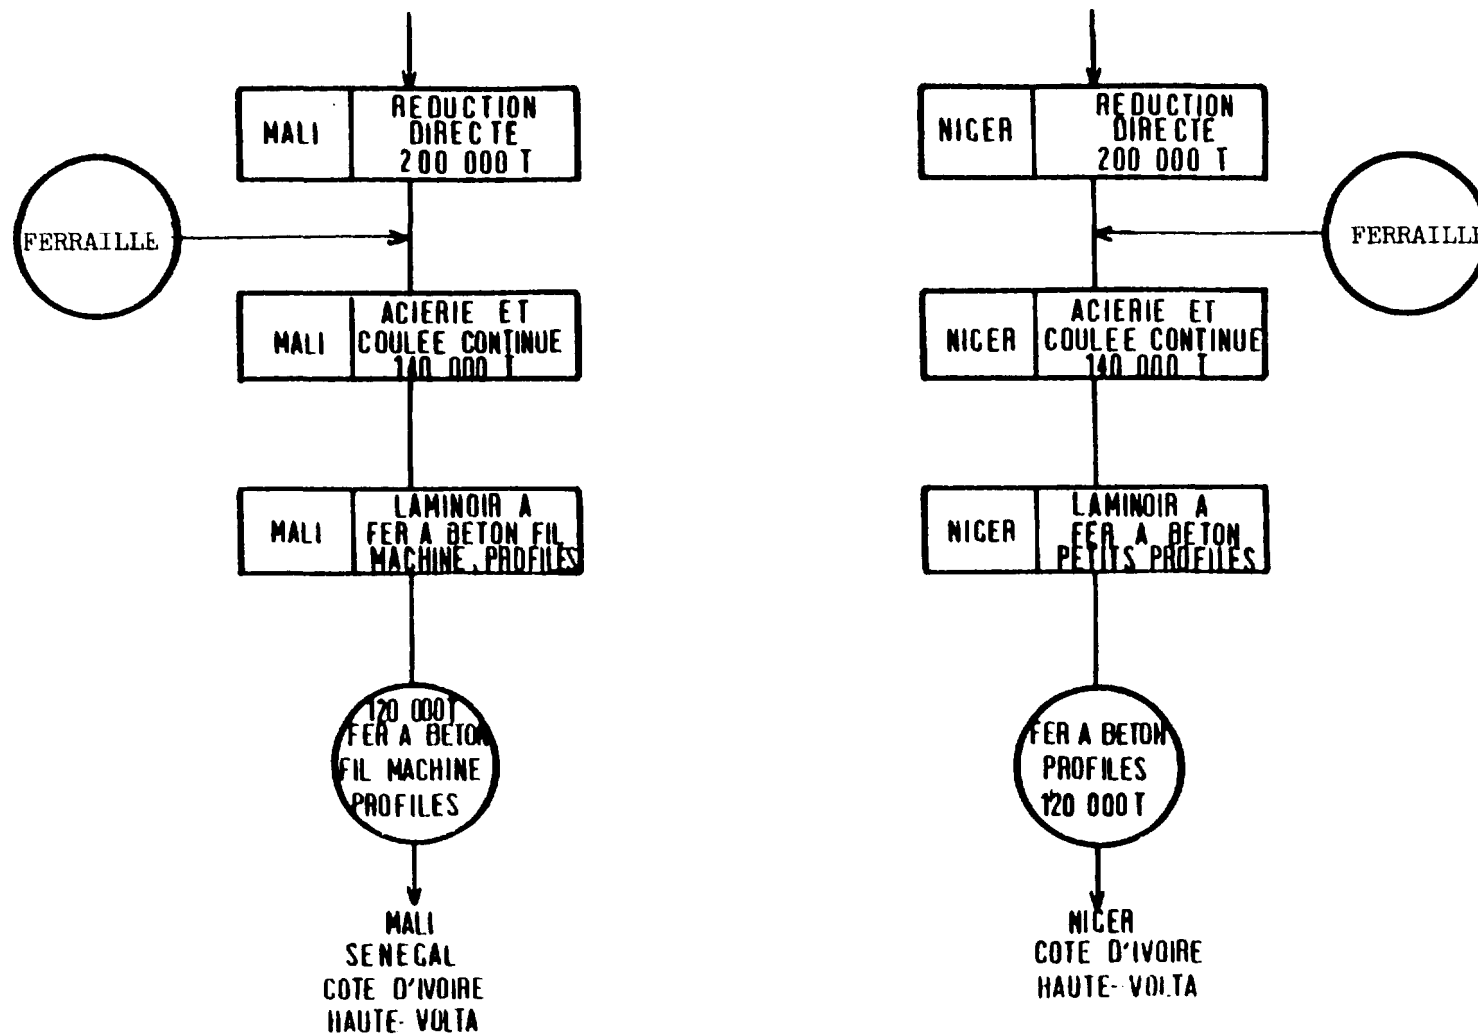 MALI
REDUCTION
DIRECTE
200 000 T
FERRAILLE
MALI
ACIERIE ET
COULEE CONTINUE
140 000 T
MALI
LAMINOIR A
FER A BETON FIL
MACHINE, PROFILES
120 000T
FER A BETON
FIL MACHINE
PROFILES
MALI
SENEGAL
COTE D'IVOIRE
HAUTE-VOLTA
NIGER
REDUCTION
DIRECTE
200 000 T
FERRAILLE
NIGER
ACIERIE ET
COULEE CONTINUE
140 000 T
NIGER
LAMINOIR A
FER A BETON
PETITS PROFILES
FER A BETON
PROFILES
120 000T
NIGER
COTE D'IVOIRE
HAUTE-VOLTA